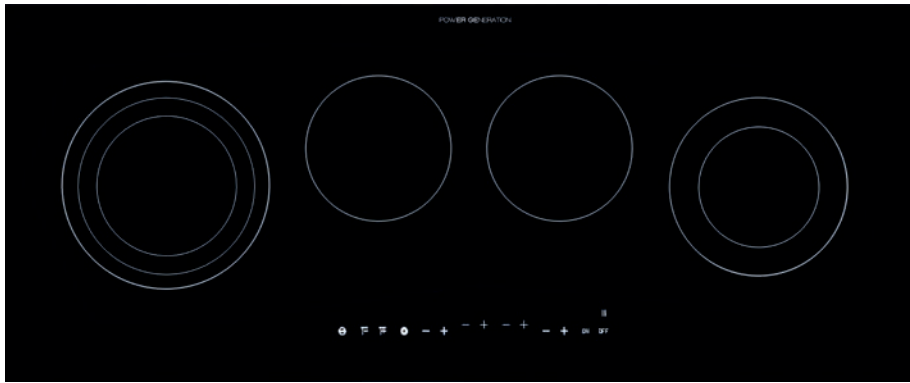 POWER GENERATION
− + − +
− + − + ON OFF